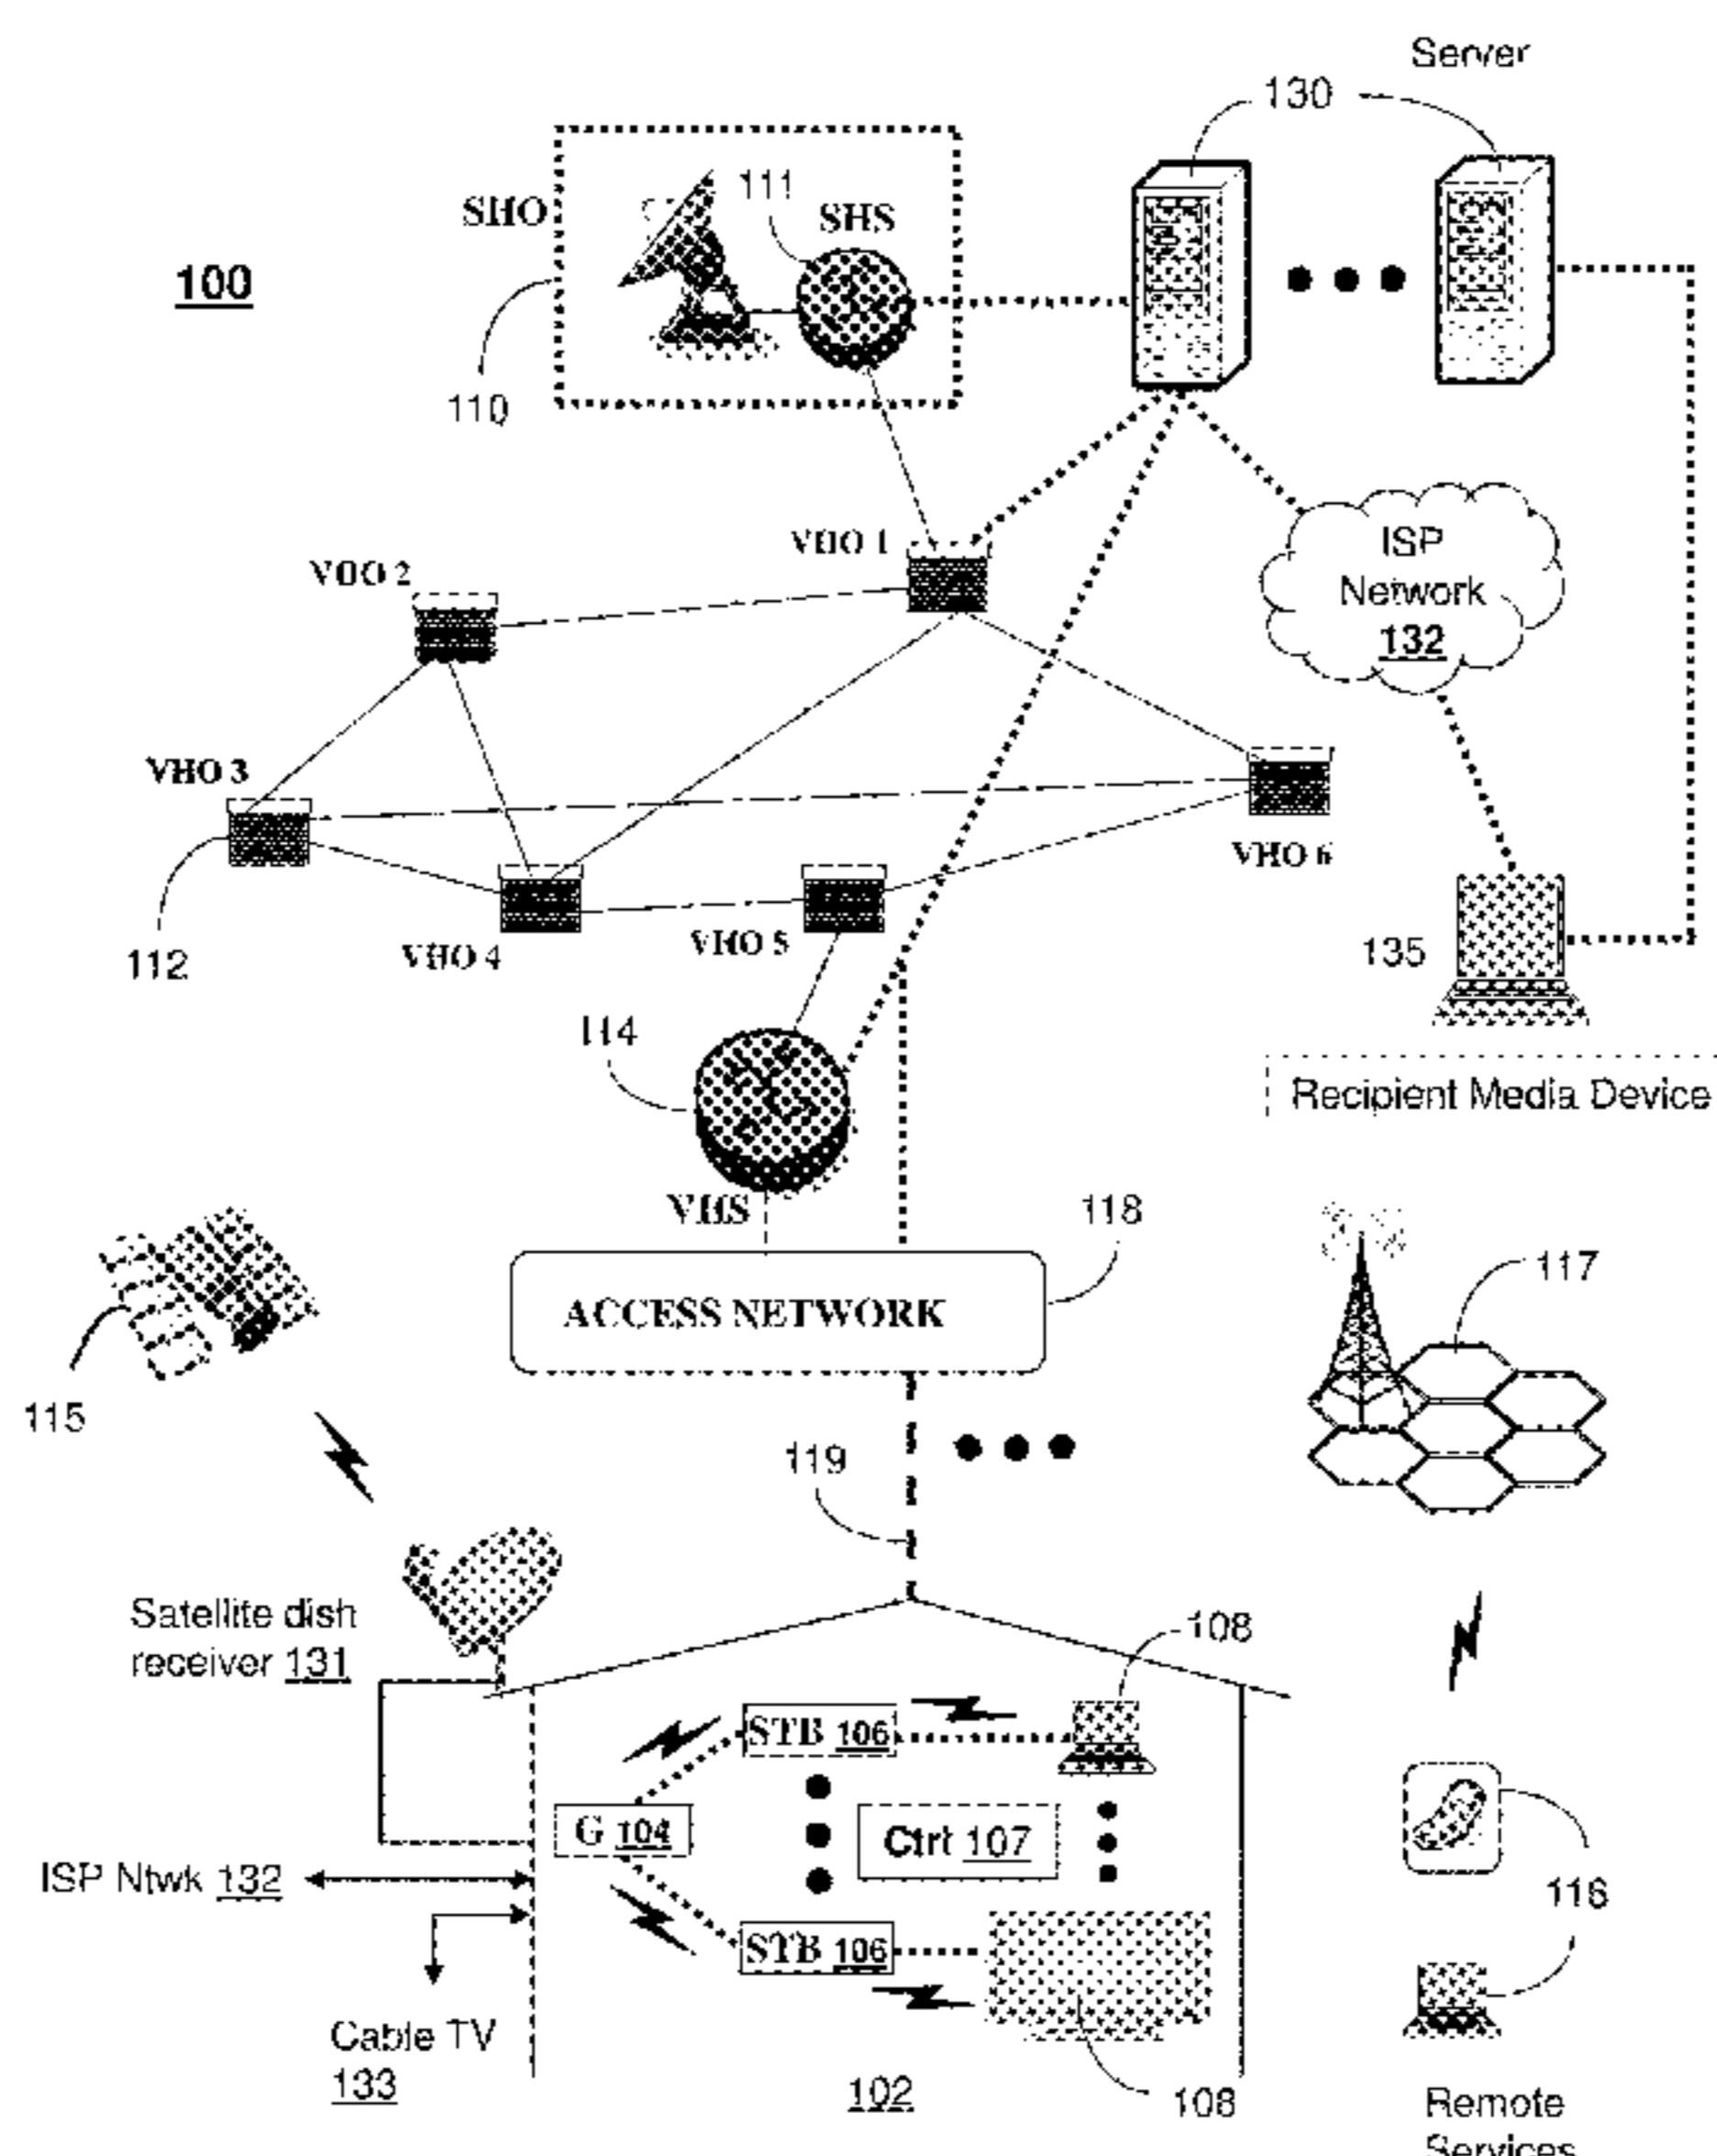 Server
130
111
SHO
SHS
100
110
VHO 1
ISP
Network
132
VHO 2
VHO 3
VHO 6
112
VHO 4
VHO 5
135
114
Recipient Media Device
VHS
118
117
ACCESS NETWORK
115
119
Satellite dish
receiver 131
108
STB 106
G 104
Ctrl 107
ISP Ntwk 132
116
STB 106
Cable TV
133
102
108
Remote
Services